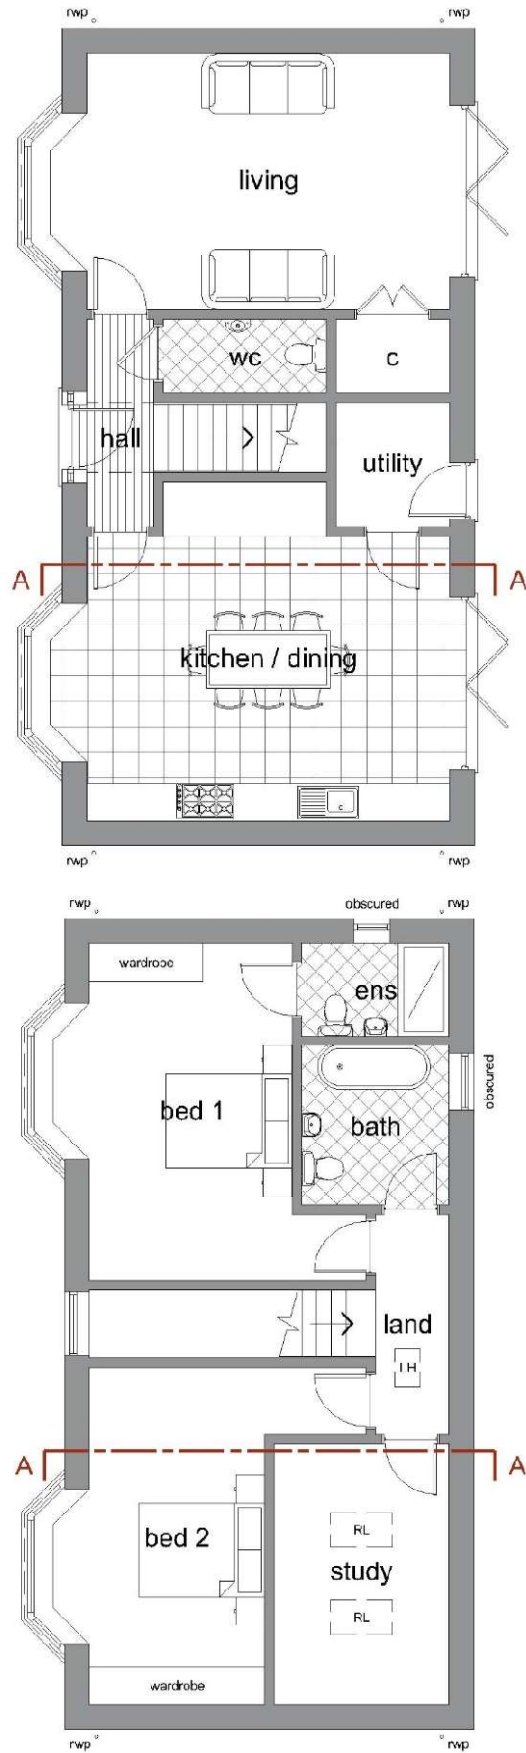 rwp rwp
living
wc
c
hall
utility
A A
kitchen / dining
c
rwp rwp
rwp obscured rwp
wardrobe
ens
obscured
bed 1
bath
land
LH
A A
RL
bed 2
study
RL
wardrobe
rwp rwp